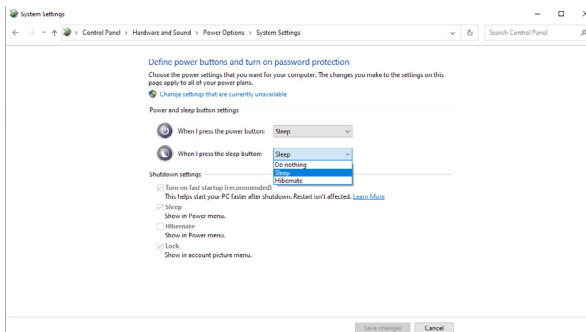 System Settings
Control Panel > Hardware and Sound > Power Options > System Settings
Search Control Panel
Define power buttons and turn on password protection
Choose the power settings that you want for your computer. The changes you make to the settings on this
page apply to all of your power plans.
Change settings that are currently unavailable
Power and sleep button settings
When I press the power button: Sleep
When I press the sleep button: Sleep
Do nothing
Sleep
Hibernate
Shutdown settings
Turn on fast startup (recommended)
This helps start your PC faster after shutdown. Restart isn't affected. Learn More
Sleep
Show in Power menu.
Hibernate
Show in Power menu.
Lock
Show in account picture menu.
Save changes Cancel